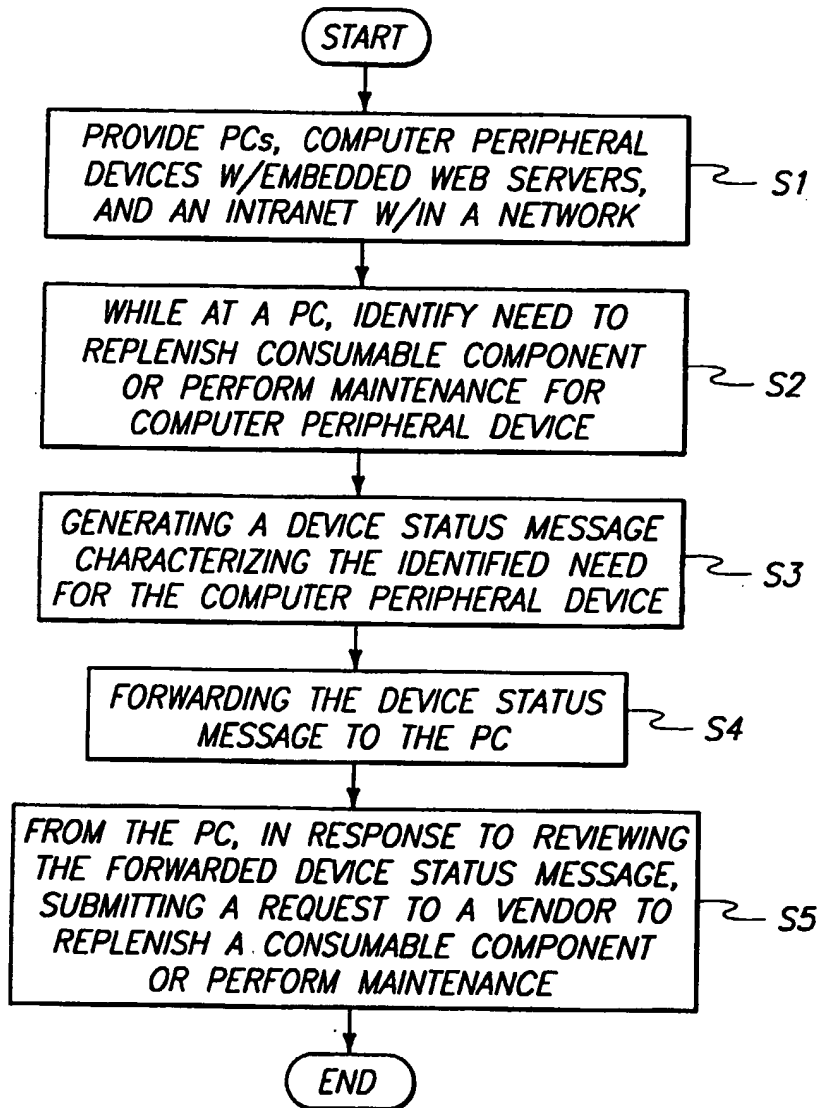 START
PROVIDE PCs, COMPUTER PERIPHERAL
DEVICES W/EMBEDDED WEB SERVERS,
AND AN INTRANET W/IN A NETWORK
S1
WHILE AT A PC, IDENTIFY NEED TO
REPLENISH CONSUMABLE COMPONENT
OR PERFORM MAINTENANCE FOR
COMPUTER PERIPHERAL DEVICE
S2
GENERATING A DEVICE STATUS MESSAGE
CHARACTERIZING THE IDENTIFIED NEED
FOR THE COMPUTER PERIPHERAL DEVICE
S3
FORWARDING THE DEVICE STATUS
MESSAGE TO THE PC
S4
FROM THE PC, IN RESPONSE TO REVIEWING
THE FORWARDED DEVICE STATUS MESSAGE,
SUBMITTING A REQUEST TO A VENDOR TO
REPLENISH A CONSUMABLE COMPONENT
OR PERFORM MAINTENANCE
S5
END